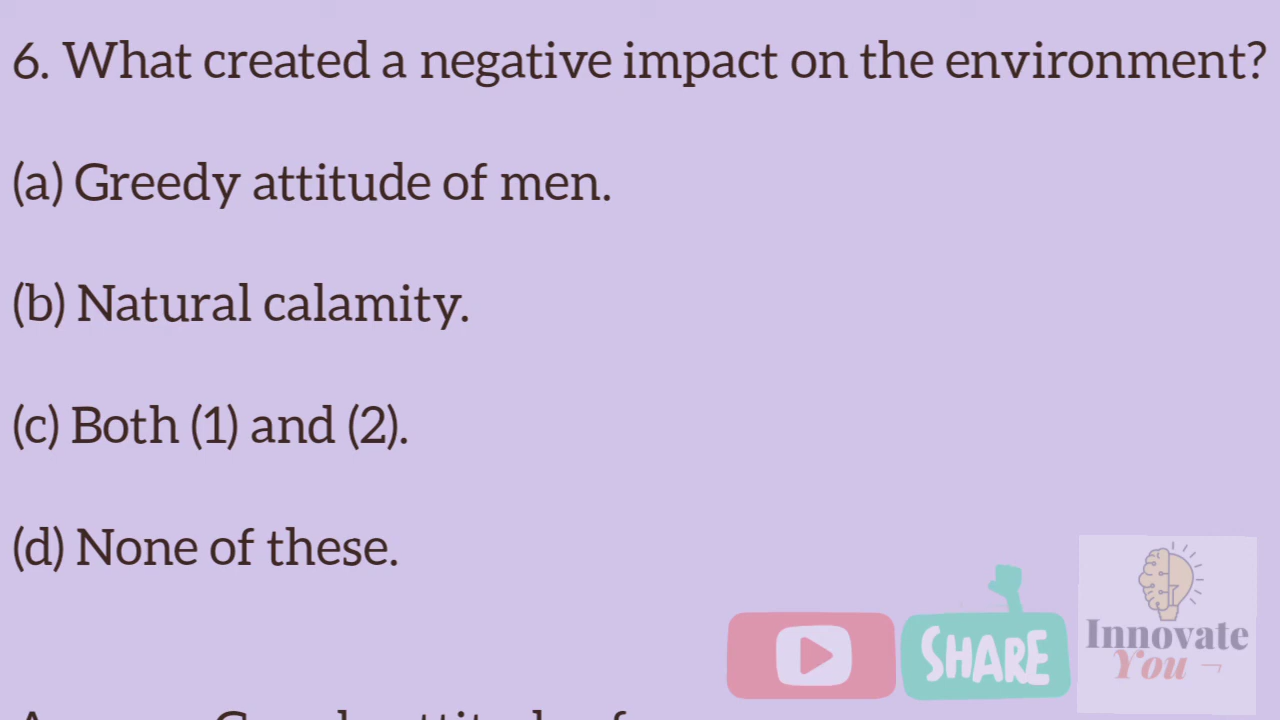 6. What created a negative impact on the environment?
(a) Greedy attitude of men.
(b) Natural calamity.
(c) Both (1) and (2).
(d) None of these.
SHARE
Innovate
You